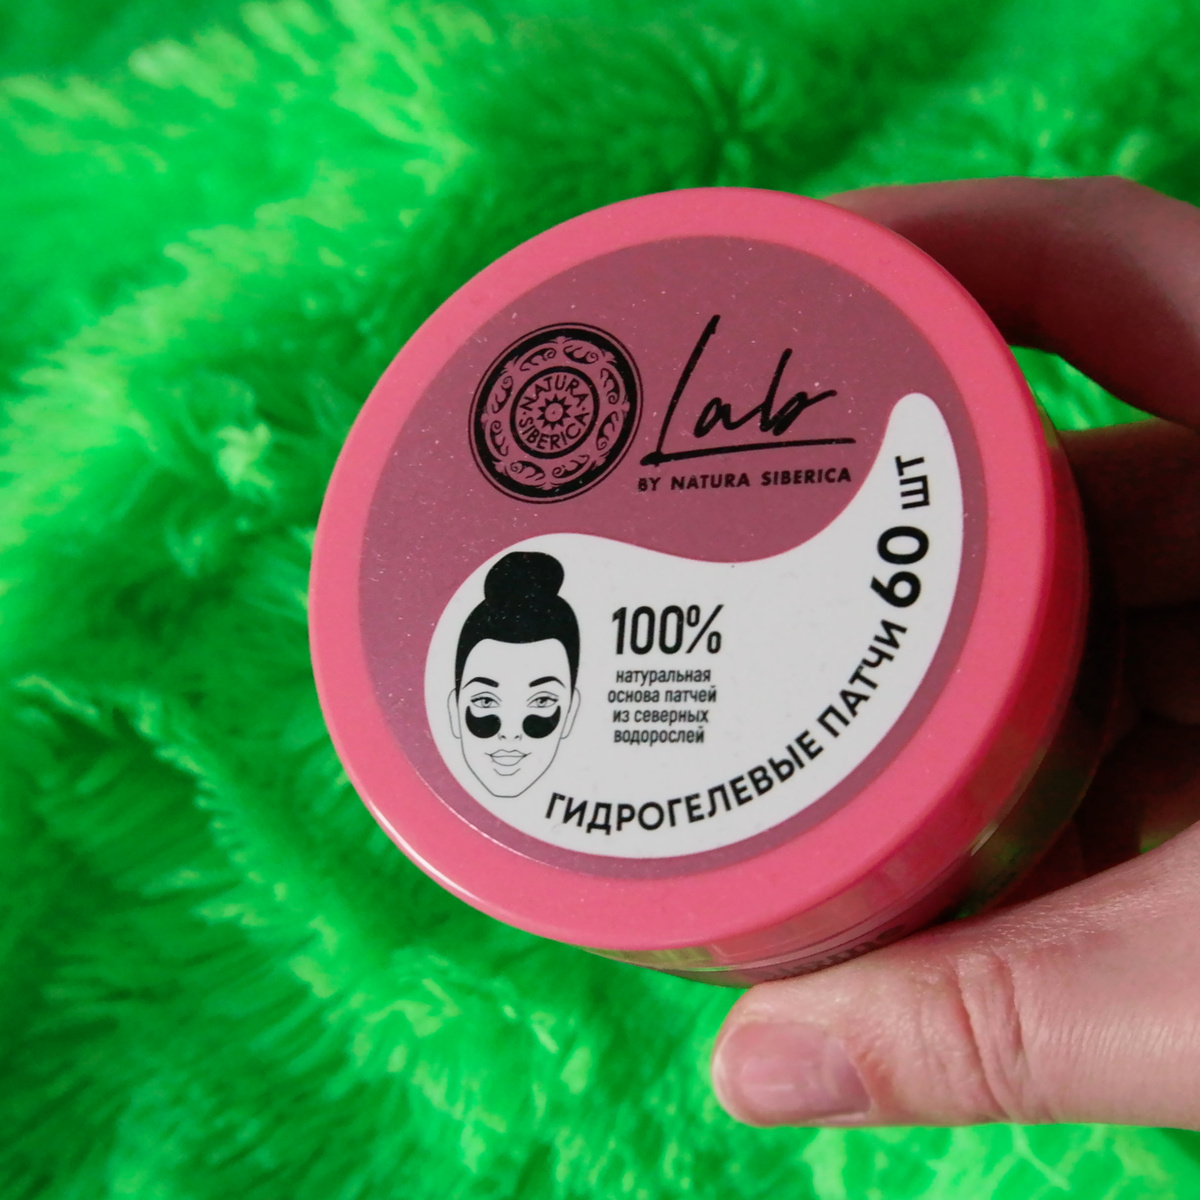 NATURA
SIBERICA
Lab
BY NATURA SIBERICA
100%
натуральная
основа патчей
из северных
водорослей
ГИДРОГЕЛЕВЫЕ ПАТЧИ 60 ШТ